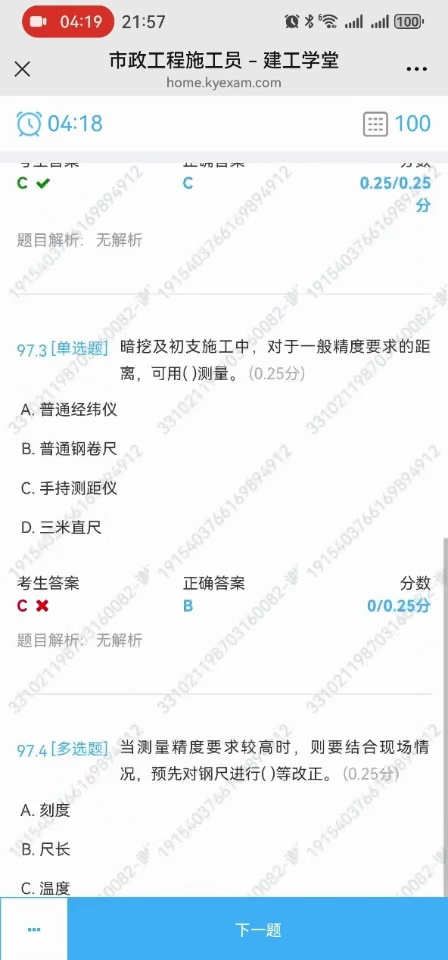 04:19 21:57 100
市政工程施工员 – 建工学堂
home.kyexam.com
04:18 100
考生答案 正确答案 分数
C C 0.25/0.25
分
题目解析: 无解析
97.3 [单选题] 暗挖及初支施工中，对于一般精度要求的距
离，可用( )测量。(0.25分)
A. 普通经纬仪
B. 普通钢卷尺
C. 手持测距仪
D. 三米直尺
考生答案 正确答案 分数
C B 0/0.25分
题目解析: 无解析
97.4 [多选题] 当测量精度要求较高时，则要结合现场情
况，预先对钢尺进行( )等改正。(0.25分)
A. 刻度
B. 尺长
C. 温度
... 下一题